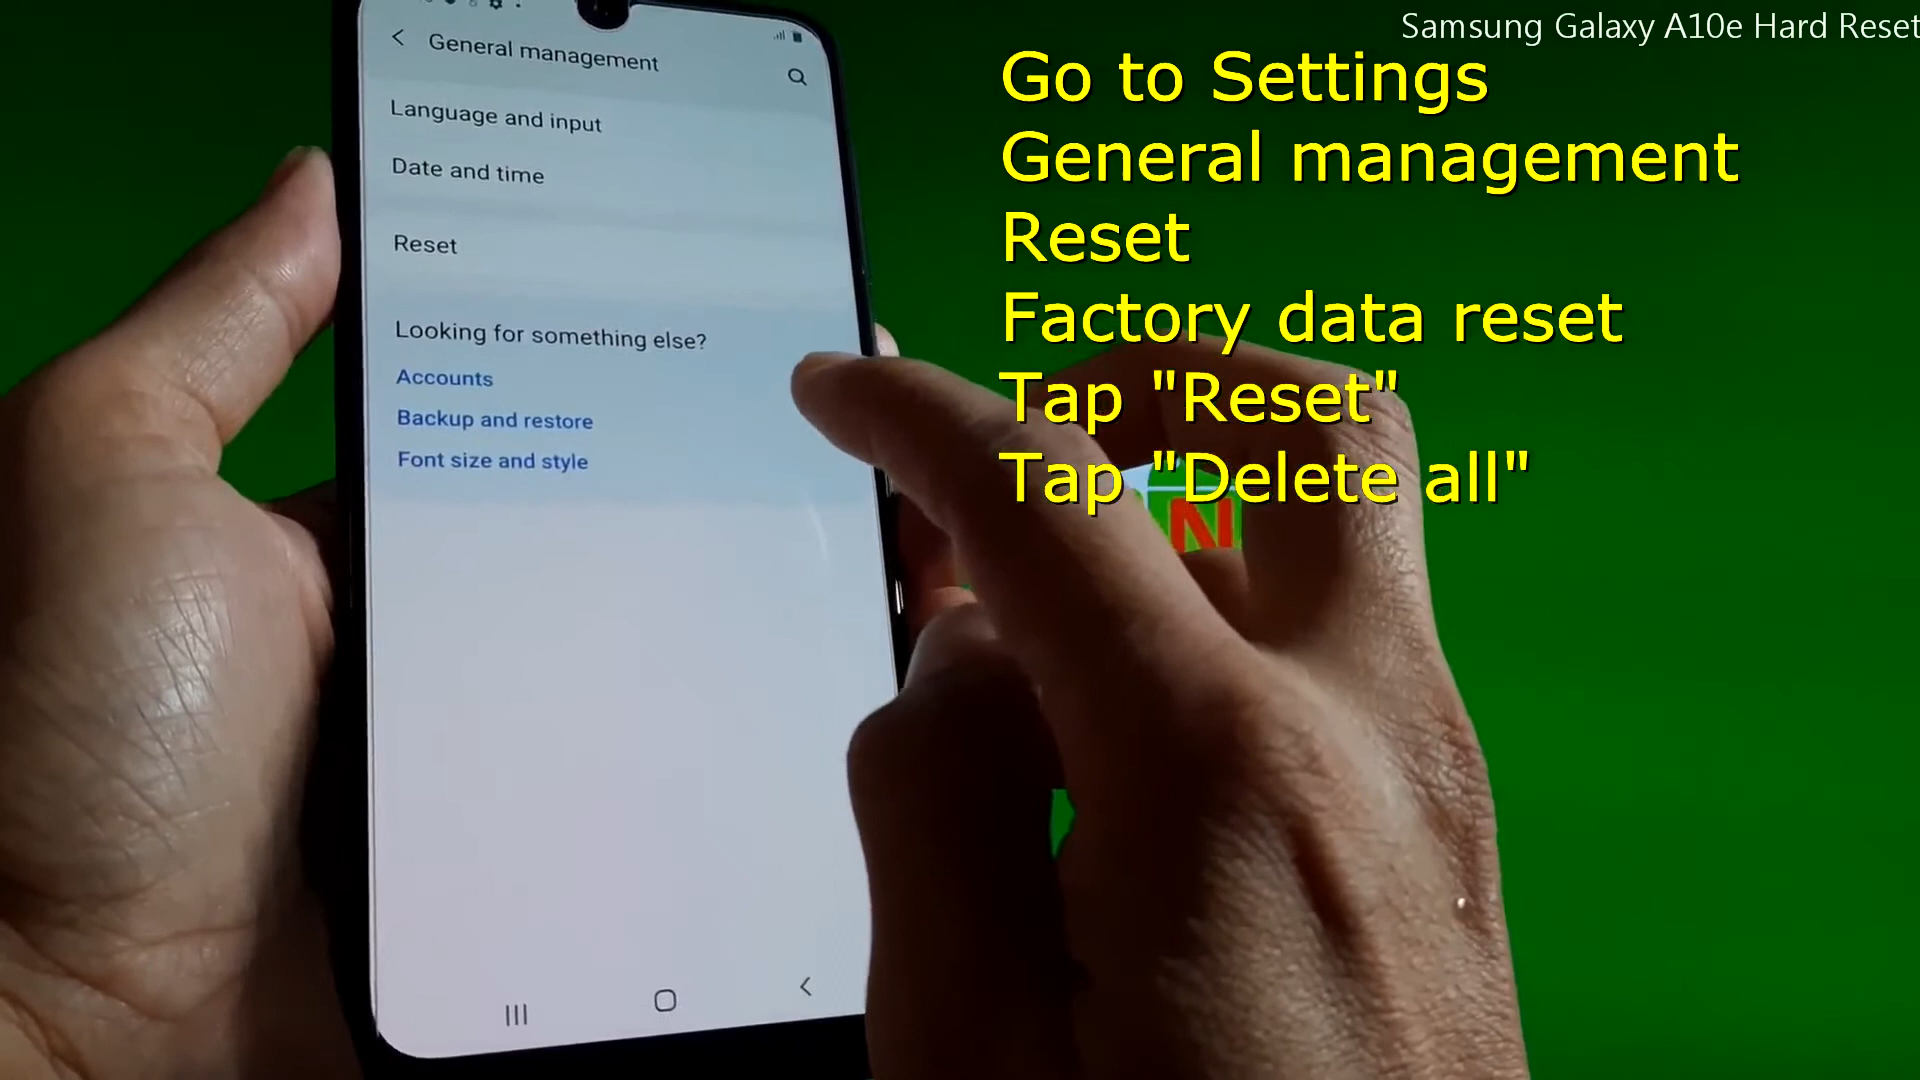 Samsung Galaxy A10e Hard Reset
General management
Language and input
Date and time
Reset
Looking for something else?
Accounts
Backup and restore
Font size and style
Go to Settings
General management
Reset
Factory data reset
Tap "Reset"
Tap "Delete all"
N